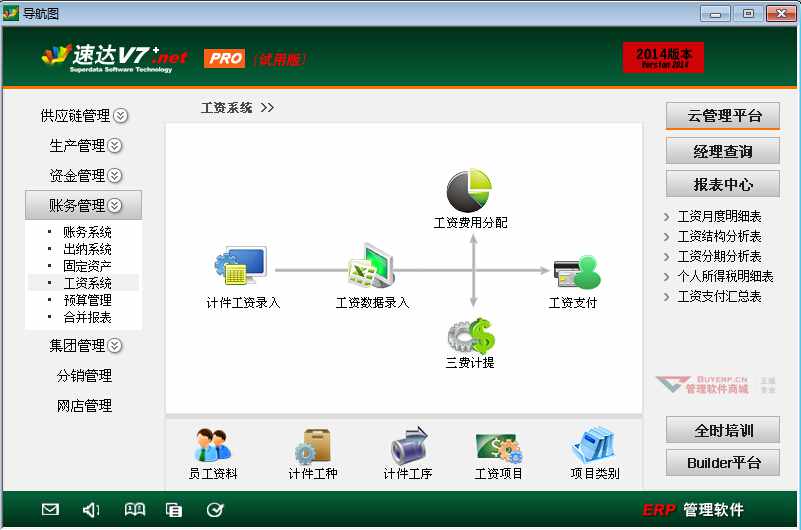 导航图
速达V7+.net
Superdata Software Technology
PRO (试用版)
2014版本
Version 2014
供应链管理
生产管理
资金管理
账务管理
账务系统
出纳系统
固定资产
工资系统
预算管理
合并报表
集团管理
分销管理
网店管理
工资系统 >>
工资费用分配
计件工资录入
工资数据录入
工资支付
三费计提
员工资料
计件工种
计件工序
工资项目
项目类别
云管理平台
经理查询
报表中心
工资月度明细表
工资结构分析表
工资分期分析表
个人所得税明细表
工资支付汇总表
BUYERP.CN
管理软件商城
正版
专业
全时培训
Builder平台
ERP 管理软件